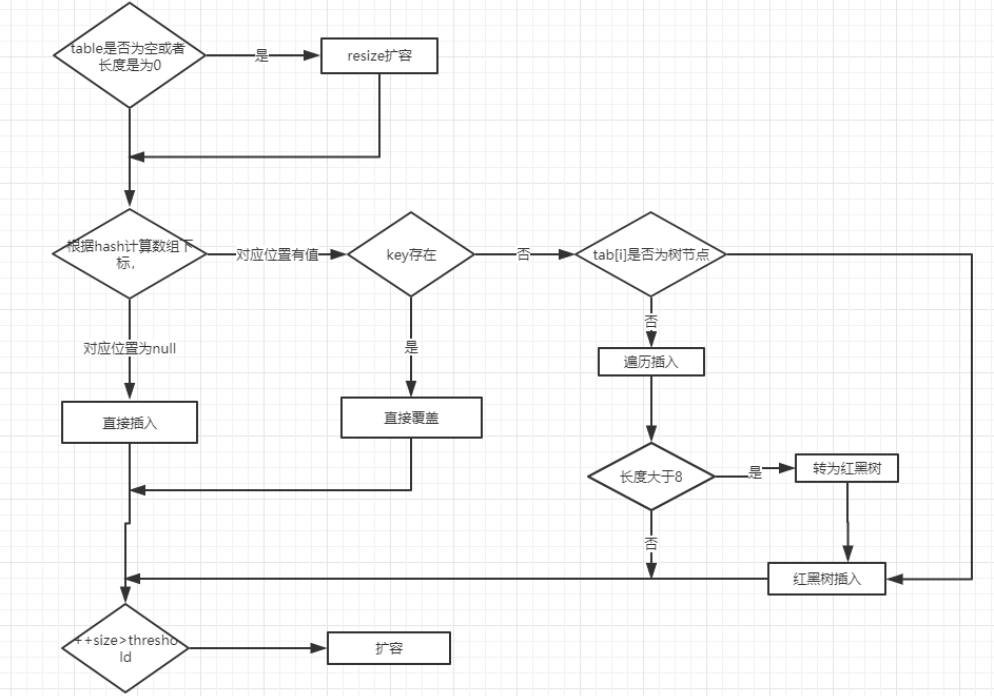 table是否为空或者
长度是为0
是
resize扩容
根据hash计算数组下
标,
对应位置有值
key存在
否
tab[i]是否为树节点
对应位置为null
是
否
遍历插入
直接插入
直接覆盖
长度大于8
是
转为红黑树
否
红黑树插入
++size>thresho
ld
扩容